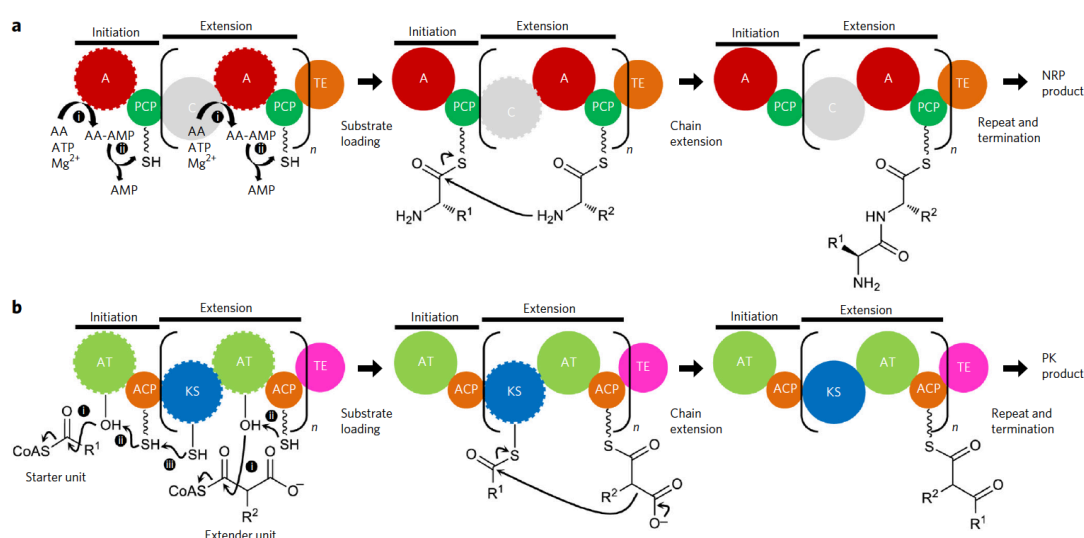 a
Initiation
Extension
A
PCP
C
A
PCP
TE
n
i
AA
ATP
Mg2+
AA-AMP
ii
SH
AMP
i
AA
ATP
Mg2+
AA-AMP
ii
SH
AMP
Substrate
loading
Initiation
Extension
A
PCP
C
A
PCP
TE
n
S
O
H2N
R1
S
O
H2N
R2
Chain
extension
Initiation
Extension
A
PCP
C
A
PCP
TE
n
S
O
HN
R2
R1
O
NH2
Repeat and
termination
NRP
product
b
Initiation
Extension
AT
ACP
KS
AT
ACP
TE
n
O
i
OH
ii
SH
iii
SH
CoAS
R1
Starter unit
OH
ii
SH
O
i
O
CoAS
O−
R2
Extender unit
Substrate
loading
Initiation
Extension
AT
ACP
KS
AT
ACP
TE
n
O
S
R1
S
O
R2
O
O−
Chain
extension
Initiation
Extension
AT
ACP
KS
AT
ACP
TE
n
S
O
R2
O
R1
Repeat and
termination
PK
product